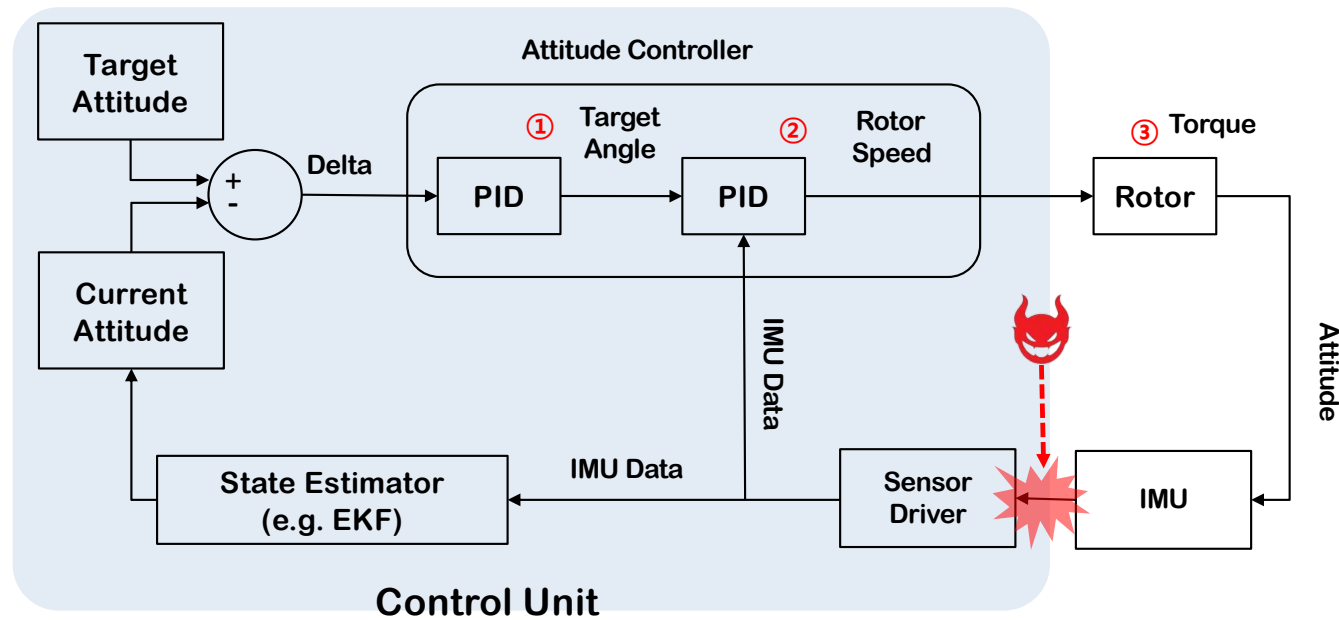 Attitude Controller
Target
Attitude
①
Target
Angle
②
Rotor
Speed
③ Torque
+
-
Delta
PID
PID
Rotor
Current
Attitude
IMU Data
Attitude
IMU Data
State Estimator
(e.g. EKF)
Sensor
Driver
IMU
Control Unit